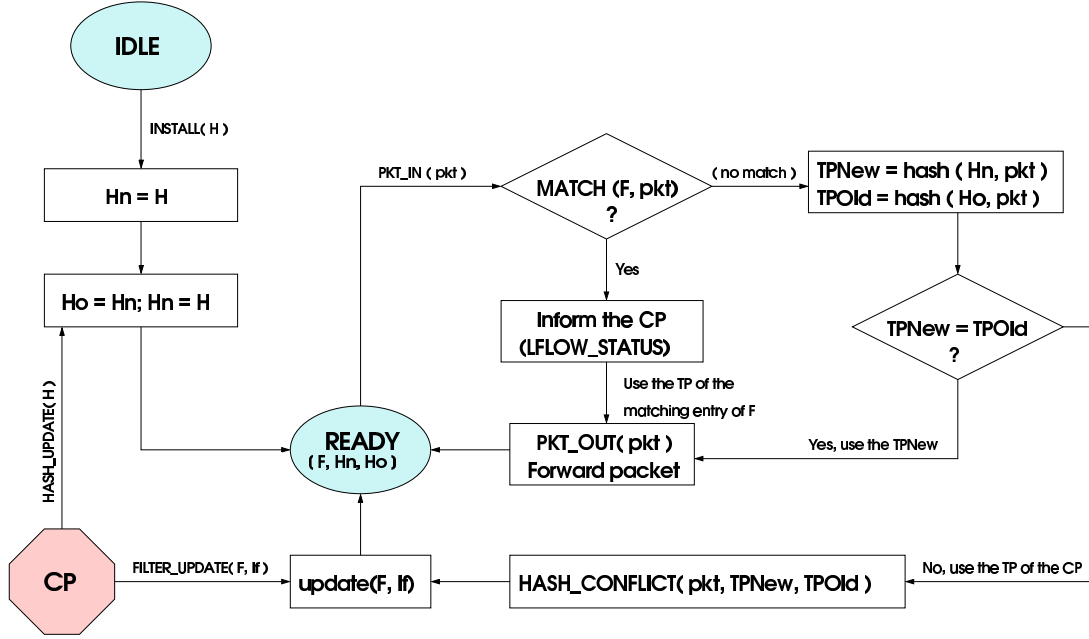 IDLE
INSTALL( H )
Hn = H
Ho = Hn; Hn = H
HASH_UPDATE( H )
CP
FILTER_UPDATE( F, lf )
update(F, lf)
READY
( F, Hn, Ho )
PKT_IN ( pkt )
MATCH (F, pkt)
?
( no match )
TPNew = hash ( Hn, pkt )
TPOld = hash ( Ho, pkt )
Yes
Inform the CP
(LFLOW_STATUS)
Use the TP of the
matching entry of F
PKT_OUT( pkt )
Forward packet
TPNew = TPOld
?
Yes, use the TPNew
No, use the TP of the CP
HASH_CONFLICT( pkt, TPNew, TPOld )